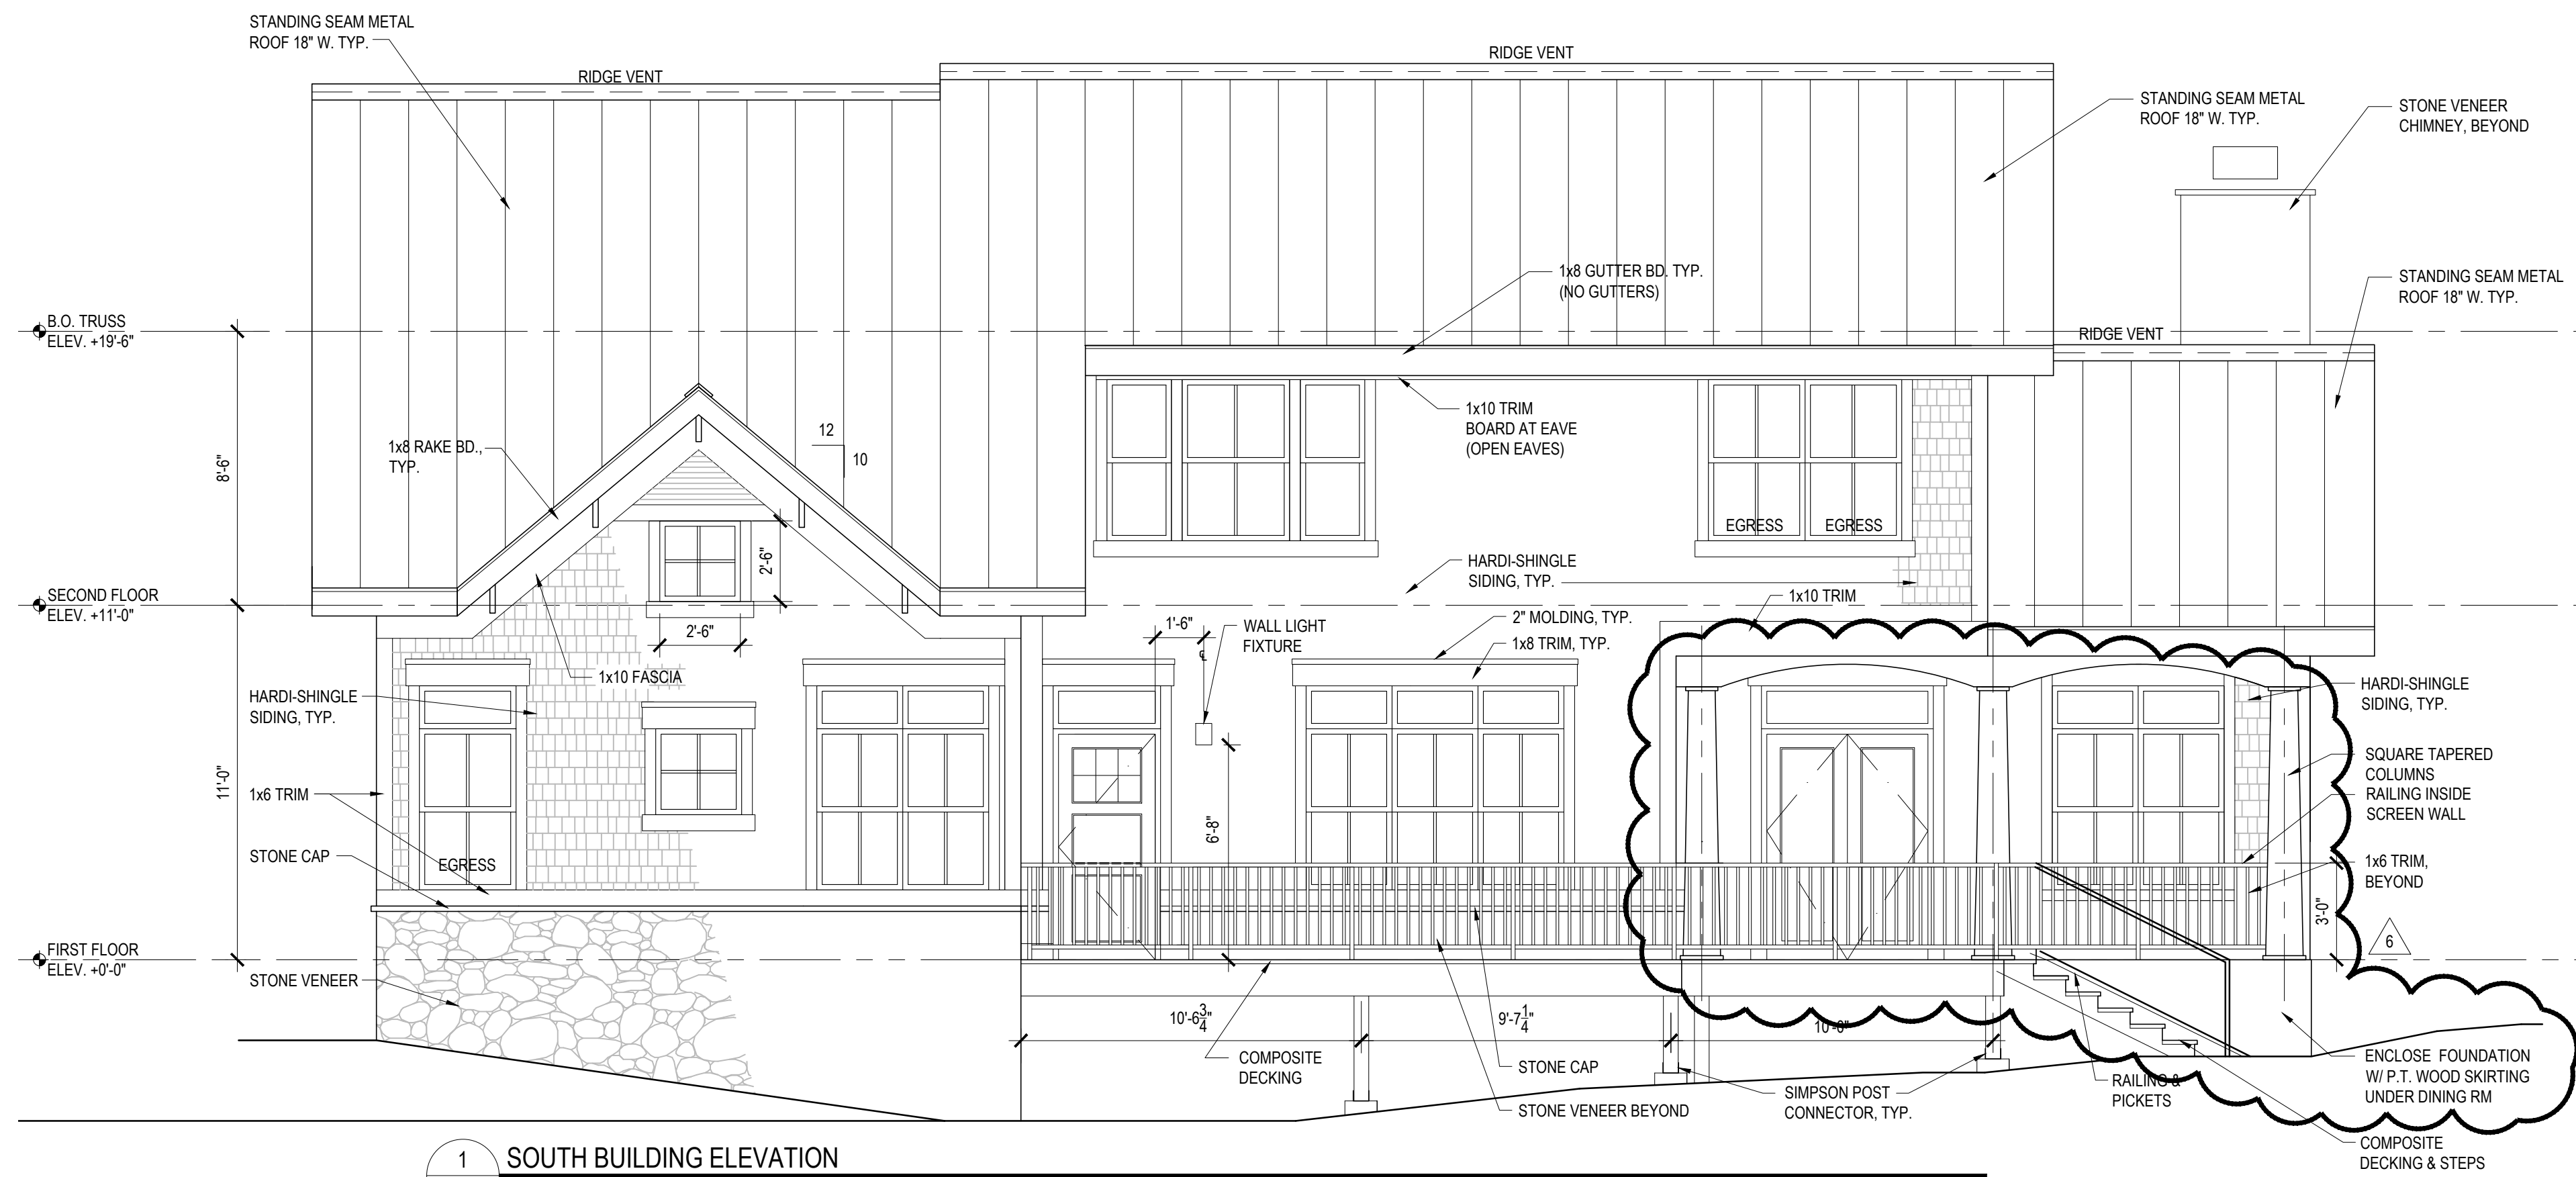 STANDING SEAM METAL
ROOF 18" W. TYP.
RIDGE VENT
RIDGE VENT
STANDING SEAM METAL
ROOF 18" W. TYP.
STONE VENEER
CHIMNEY, BEYOND
1x8 GUTTER BD. TYP.
(NO GUTTERS)
STANDING SEAM METAL
ROOF 18" W. TYP.
B.O. TRUSS
ELEV. +19'-6"
RIDGE VENT
8'-6"
1x8 RAKE BD.,
TYP.
12
10
1x10 TRIM
BOARD AT EAVE
(OPEN EAVES)
EGRESS
EGRESS
2'-6"
HARDI-SHINGLE
SIDING, TYP.
SECOND FLOOR
ELEV. +11'-0"
1x10 TRIM
2'-6"
1'-6"
℄
WALL LIGHT
FIXTURE
2" MOLDING, TYP.
1x8 TRIM, TYP.
1x10 FASCIA
HARDI-SHINGLE
SIDING, TYP.
HARDI-SHINGLE
SIDING, TYP.
11'-0"
SQUARE TAPERED
COLUMNS
RAILING INSIDE
SCREEN WALL
1x6 TRIM
6'-8"
STONE CAP
EGRESS
1x6 TRIM,
BEYOND
3'-0"
6
FIRST FLOOR
ELEV. +0'-0"
STONE VENEER
10'-6 3/4"
9'-7 1/4"
COMPOSITE
DECKING
STONE CAP
STONE VENEER BEYOND
SIMPSON POST
CONNECTOR, TYP.
RAILING &
PICKETS
ENCLOSE FOUNDATION
W/ P.T. WOOD SKIRTING
UNDER DINING RM
COMPOSITE
DECKING & STEPS
1
SOUTH BUILDING ELEVATION